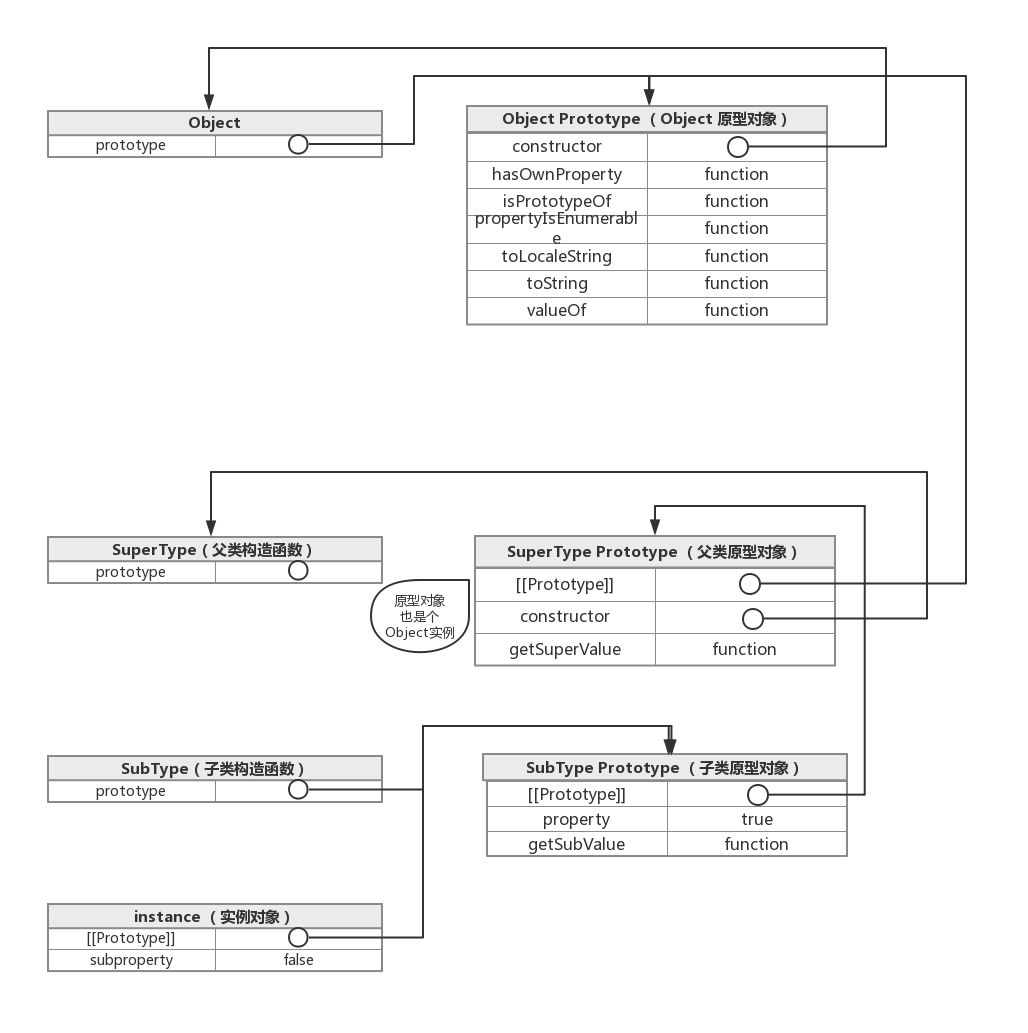 Object
prototype
Object Prototype （ Object 原型对象 ）
constructor
hasOwnProperty function
isPrototypeOf function
propertyIsEnumerabl
e
function
toLocaleString function
toString function
valueOf function
SuperType（ 父类构造函数 ）
prototype
原型对象
也是个
Object实例
SuperType Prototype （ 父类原型对象 ）
[[Prototype]]
constructor
getSuperValue function
SubType（ 子类构造函数 ）
prototype
SubType Prototype （ 子类原型对象 ）
[[Prototype]]
property true
getSubValue function
instance （ 实例对象 ）
[[Prototype]]
subproperty false